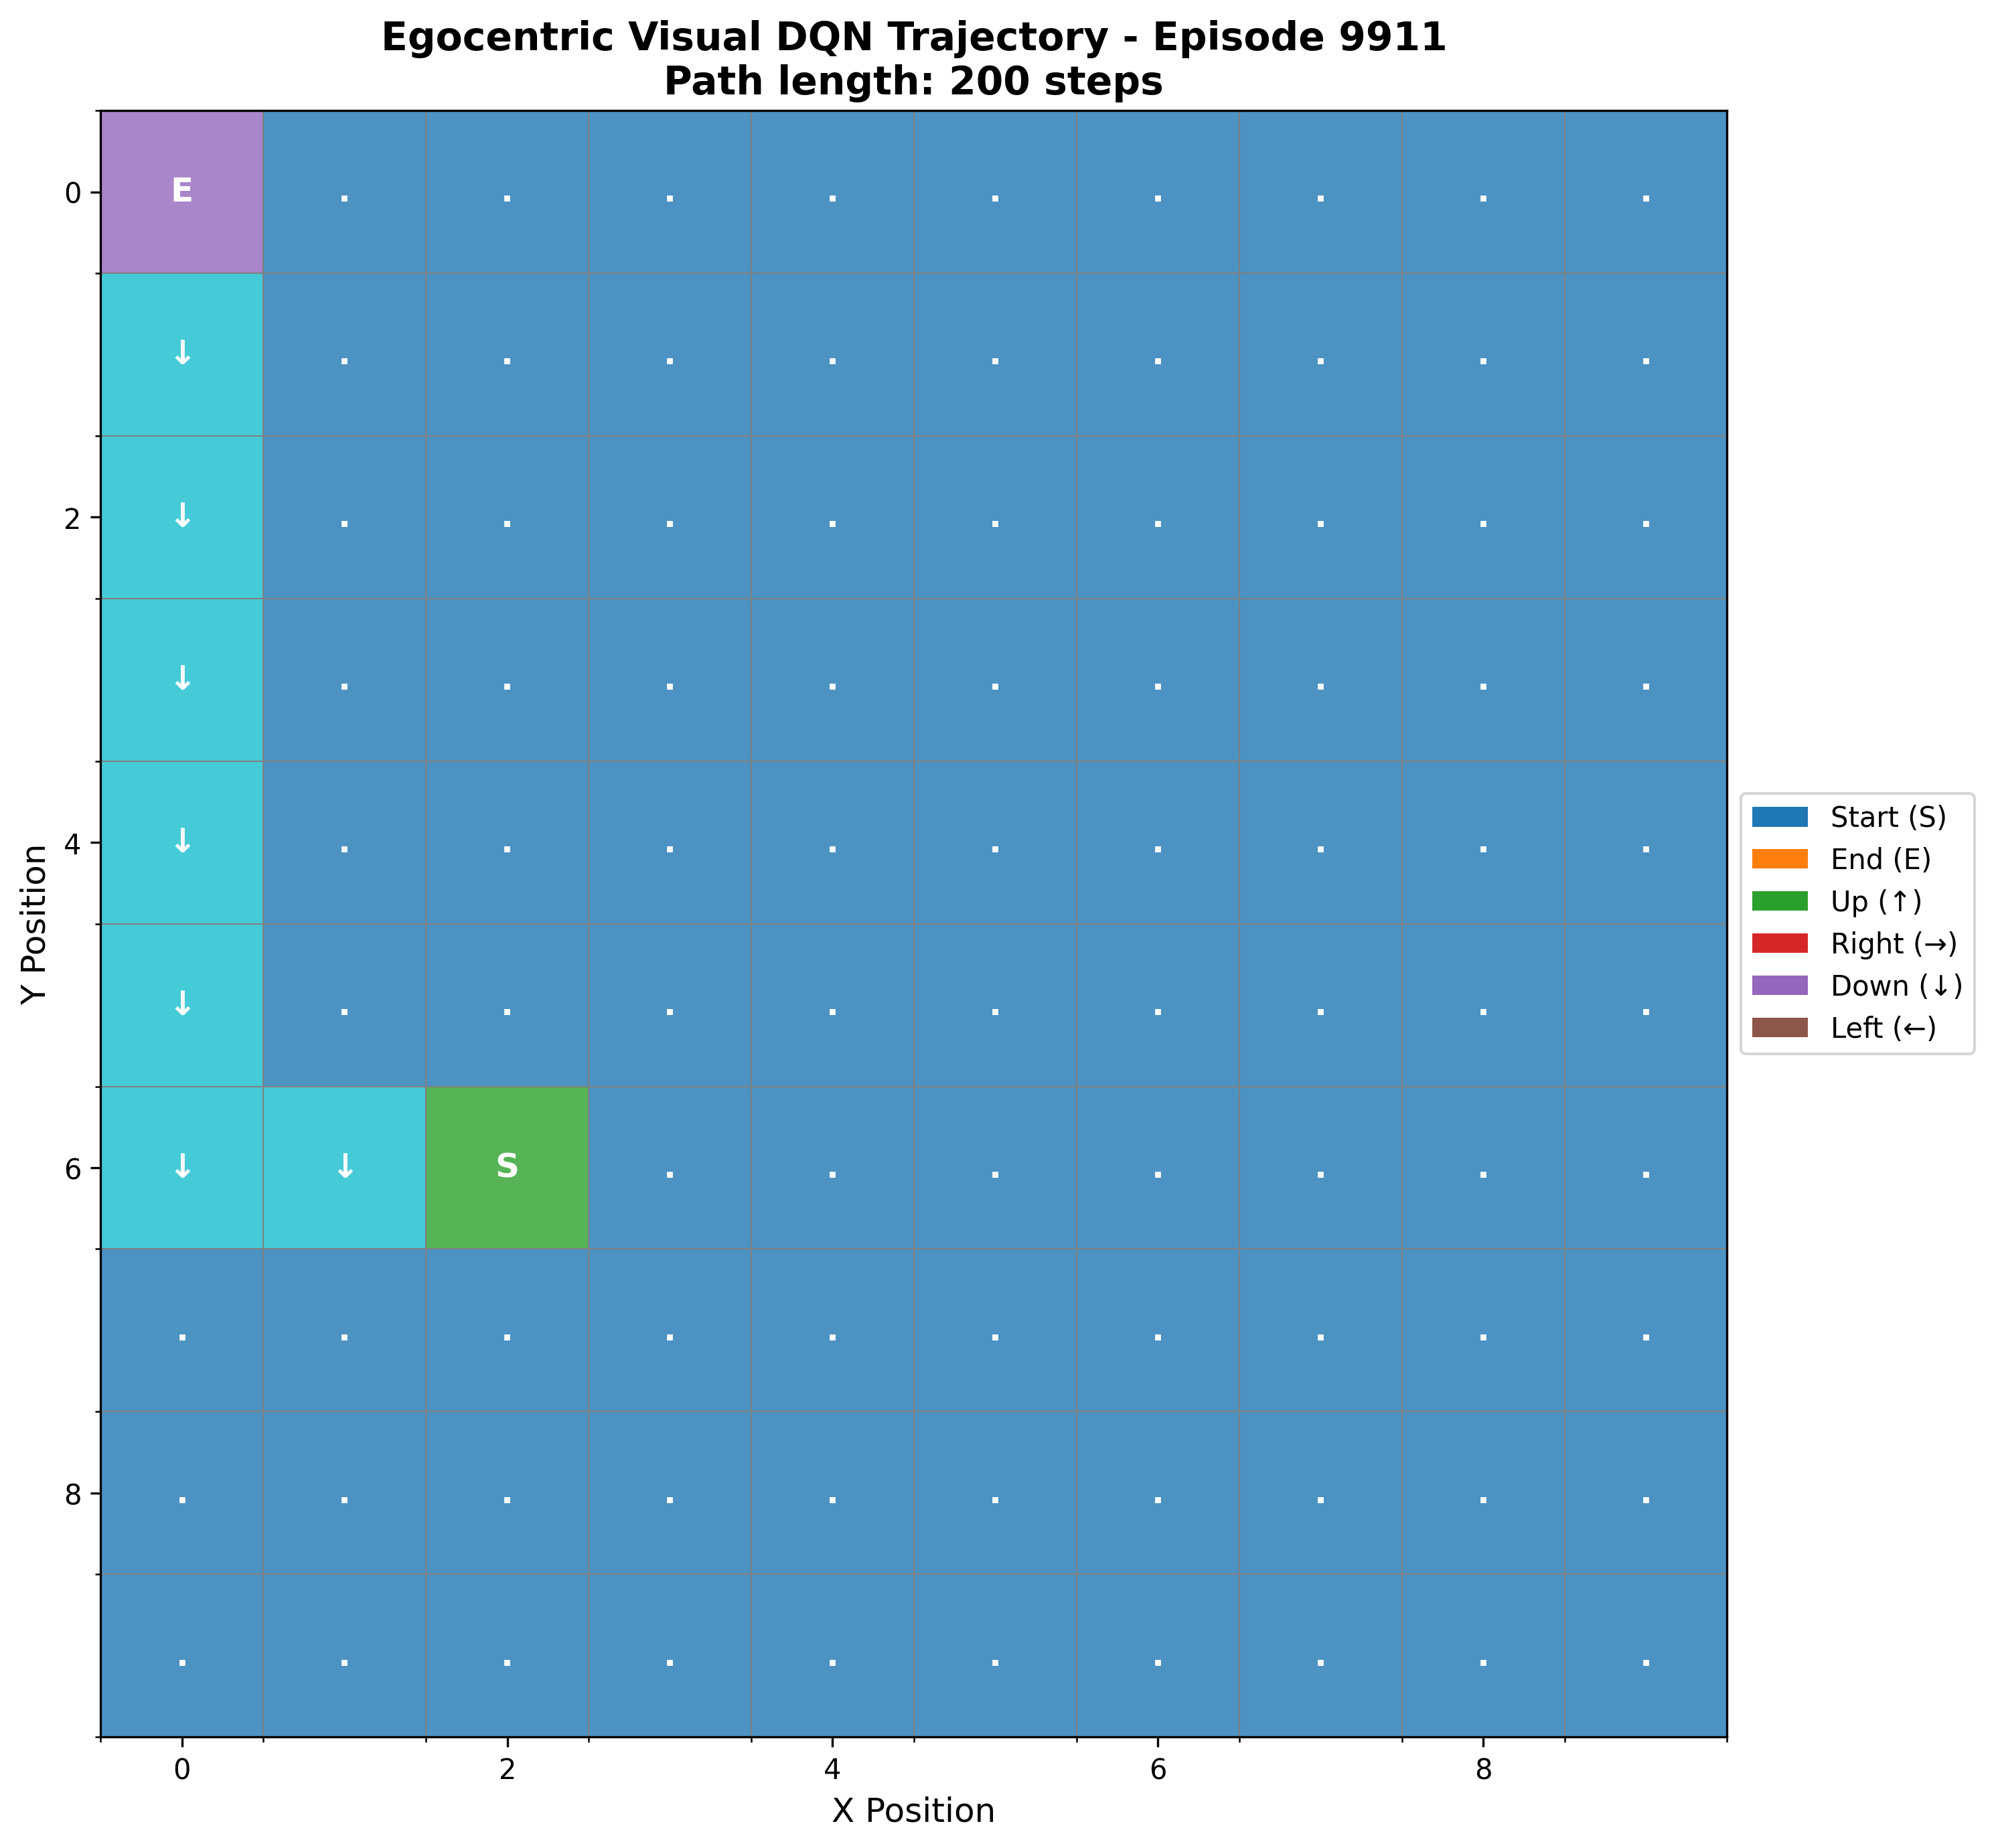 Egocentric Visual DQN Trajectory - Episode 9911
Path length: 200 steps
0 E . . . . . . . . .
↓ . . . . . . . . .
2 ↓ . . . . . . . . .
↓ . . . . . . . . .
4 ↓ . . . . . . . . .
↓ . . . . . . . . .
6 ↓ ↓ S . . . . . . .
. . . . . . . . . .
8 . . . . . . . . . .
. . . . . . . . . .
0 2 4 6 8
X Position
Y Position
Start (S)
End (E)
Up (↑)
Right (→)
Down (↓)
Left (←)